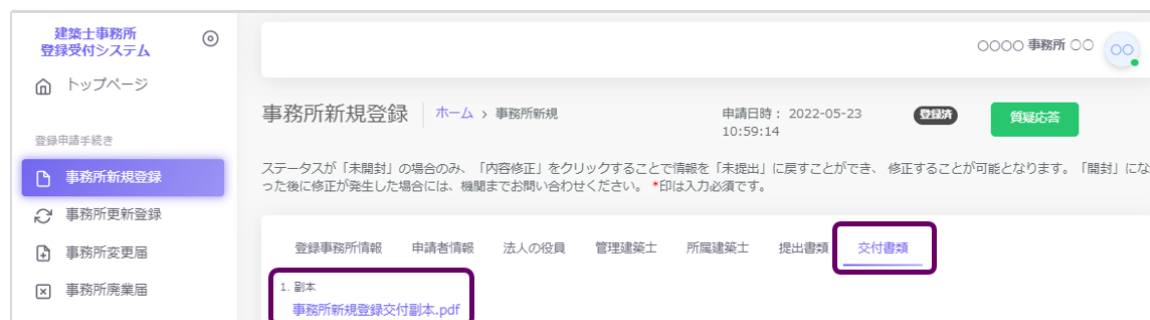 建築士事務所
登録受付システム
トップページ
登録申請手続き
事務所新規登録
事務所更新登録
事務所変更届
事務所廃業届
○○○○ 事務所 ○○
○○
事務所新規登録
ホーム > 事務所新規
申請日時： 2022-05-23
10:59:14
登録済
質疑応答
ステータスが「未開封」の場合のみ、「内容修正」をクリックすることで情報を「未提出」に戻すことができ、 修正することが可能となります。「開封」にな
った後に修正が発生した場合には、機関までお問い合わせください。 *印は入力必須です。
登録事務所情報 申請者情報 法人の役員 管理建築士 所属建築士 提出書類 交付書類
1. 副本
事務所新規登録交付副本.pdf